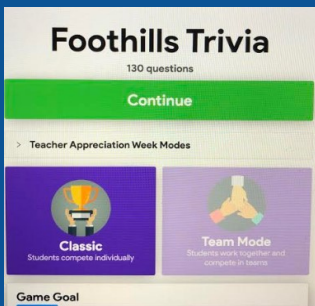 Foothills Trivia
130 questions
Continue
> Teacher Appreciation Week Modes
Classic
Students compete individually
Team Mode
Students work together and
compete in teams
Game Goal